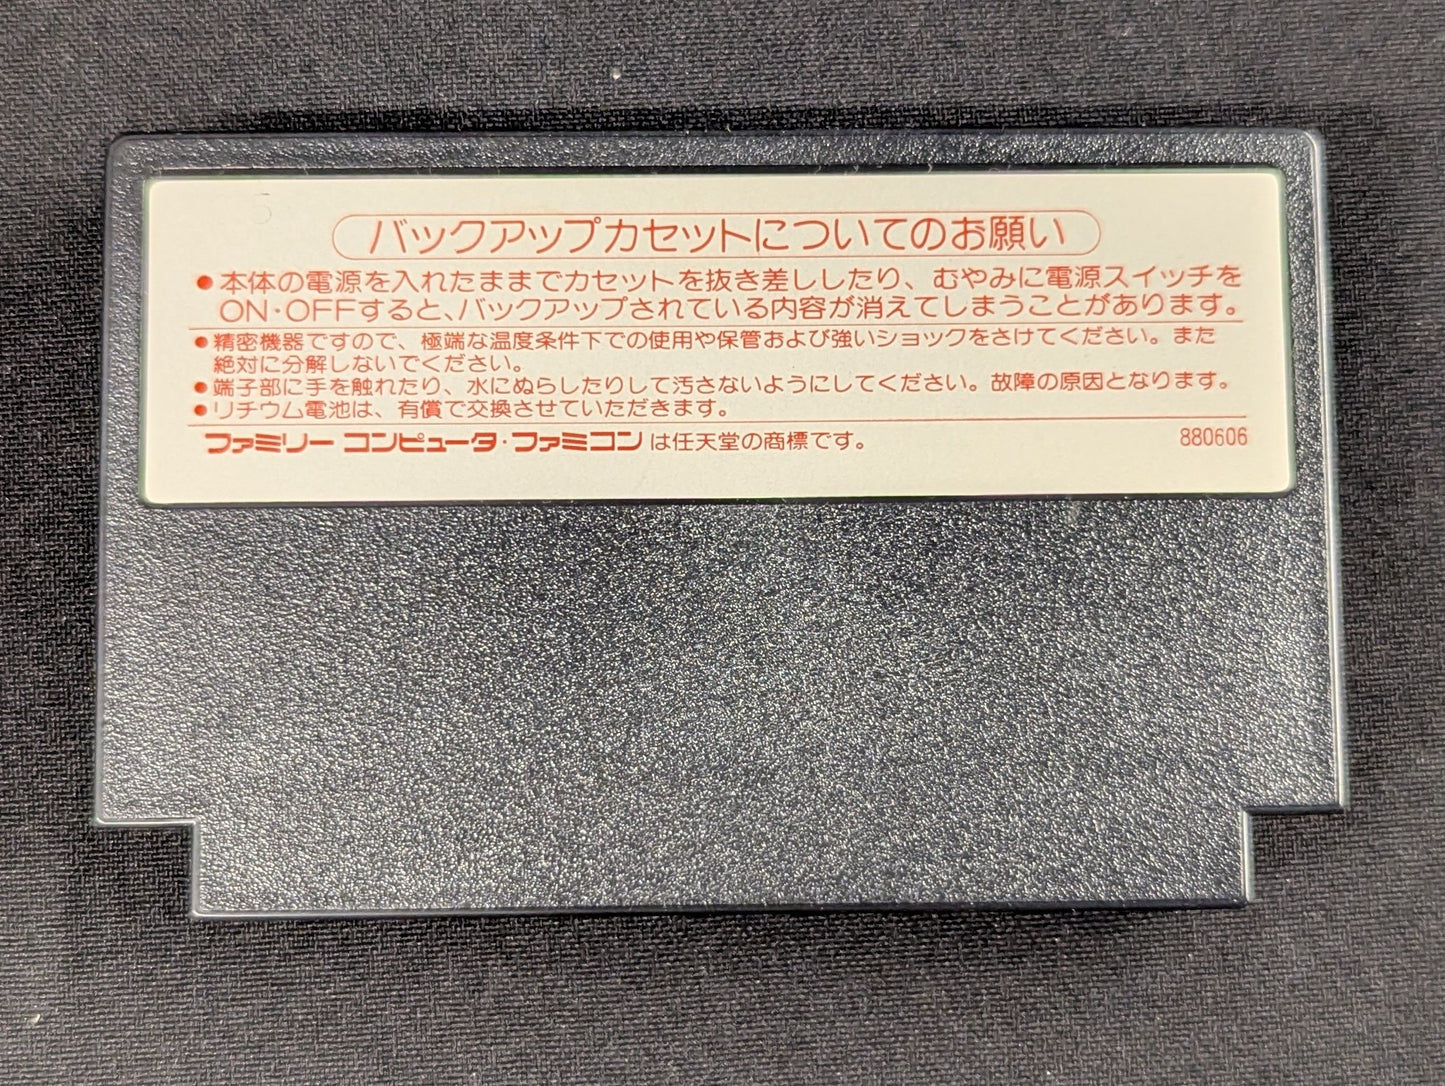 バックアップカセットについてのお願い
●本体の電源を入れたままでカセットを抜き差ししたり、むやみに電源スイッチを
ON・OFFすると、バックアップされている内容が消えてしまうことがあります。
●精密機器ですので、極端な温度条件下での使用や保管および強いショックをさけてください。また
絶対に分解しないでください。
●端子部に手を触れたり、水にぬらしたりして汚さないようにしてください。故障の原因となります。
●リチウム電池は、有償で交換させていただきます。
ファミリー コンピュータ・ファミコンは任天堂の商標です。 880606